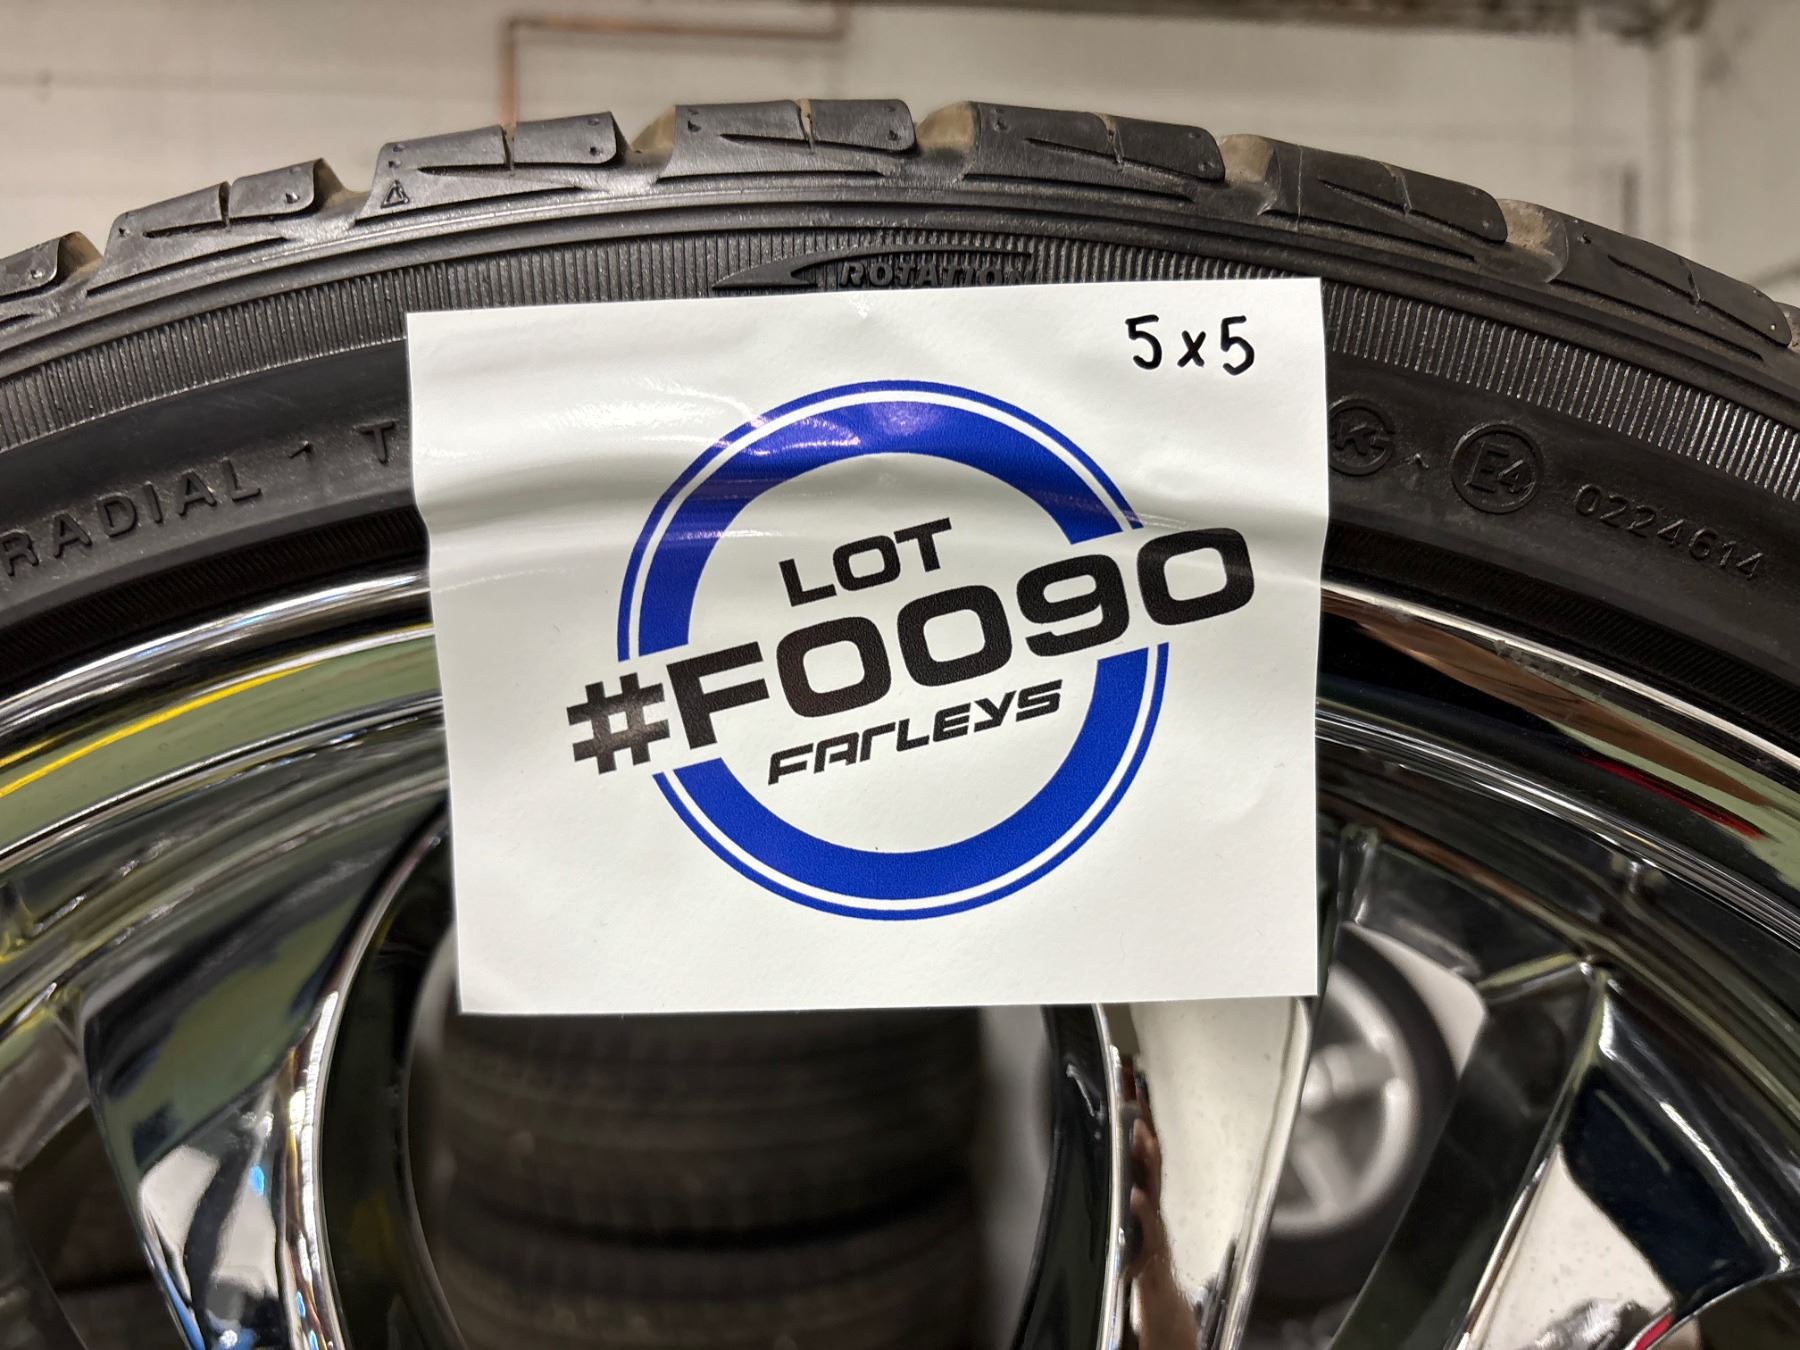 ROTATION
5x5
RADIAL T
E4 0224614
LOT
#F0090
FARLEYS